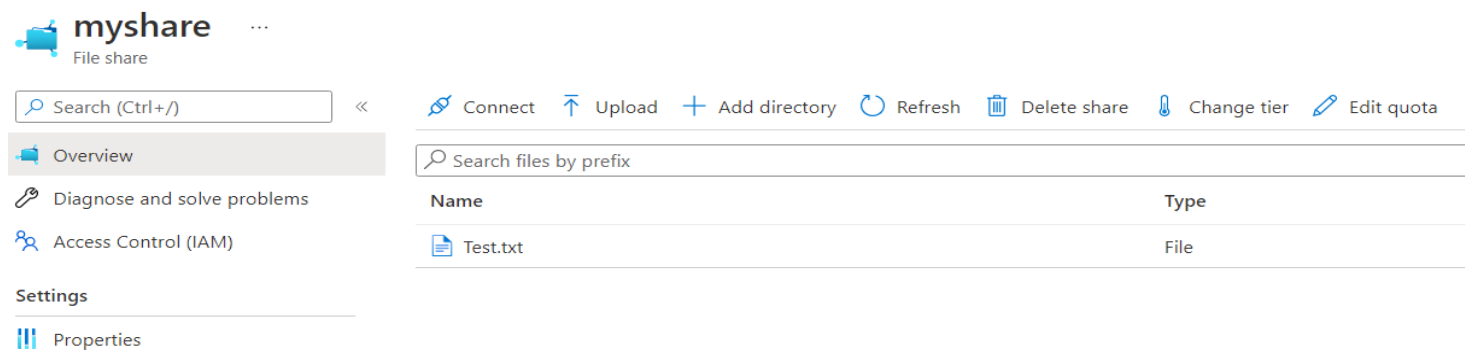 myshare ...
File share
Search (Ctrl+/) «
Connect Upload Add directory Refresh Delete share Change tier Edit quota
Overview
Search files by prefix
Diagnose and solve problems
Name Type
Access Control (IAM)
Test.txt File
Settings
Properties